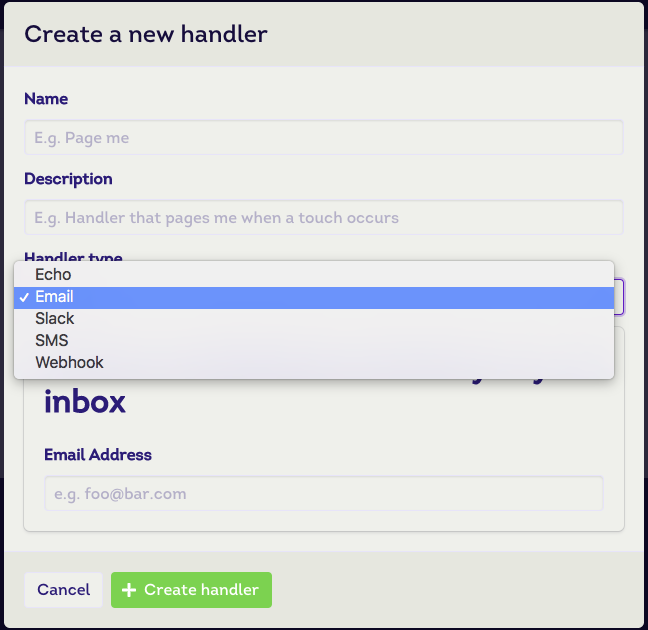 Create a new handler
Name
E.g. Page me
Description
E.g. Handler that pages me when a touch occurs
Handler type
Echo
✓ Email
Slack
SMS
Webhook
inbox
Email Address
e.g. foo@bar.com
Cancel
+ Create handler